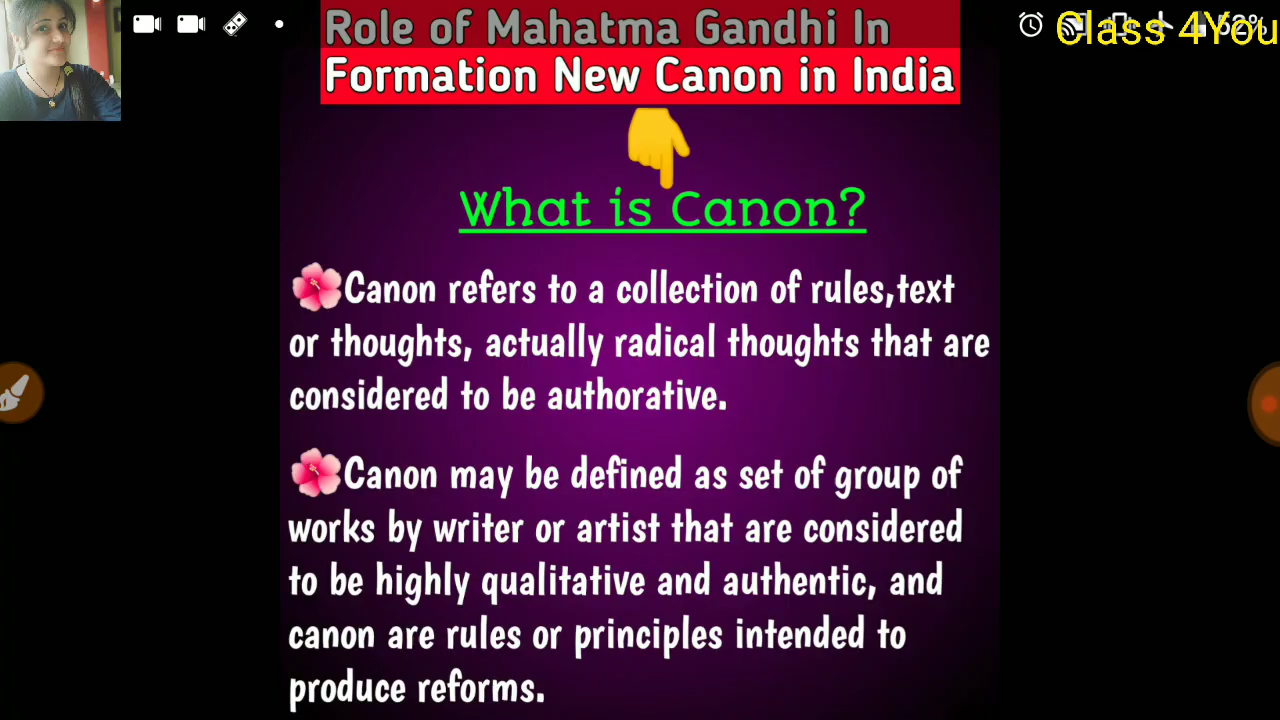 Role of Mahatma Gandhi In
Formation New Canon in India
Class 4You
52%
What is Canon?
Canon refers to a collection of rules,text
or thoughts, actually radical thoughts that are
considered to be authorative.
Canon may be defined as set of group of
works by writer or artist that are considered
to be highly qualitative and authentic, and
canon are rules or principles intended to
produce reforms.